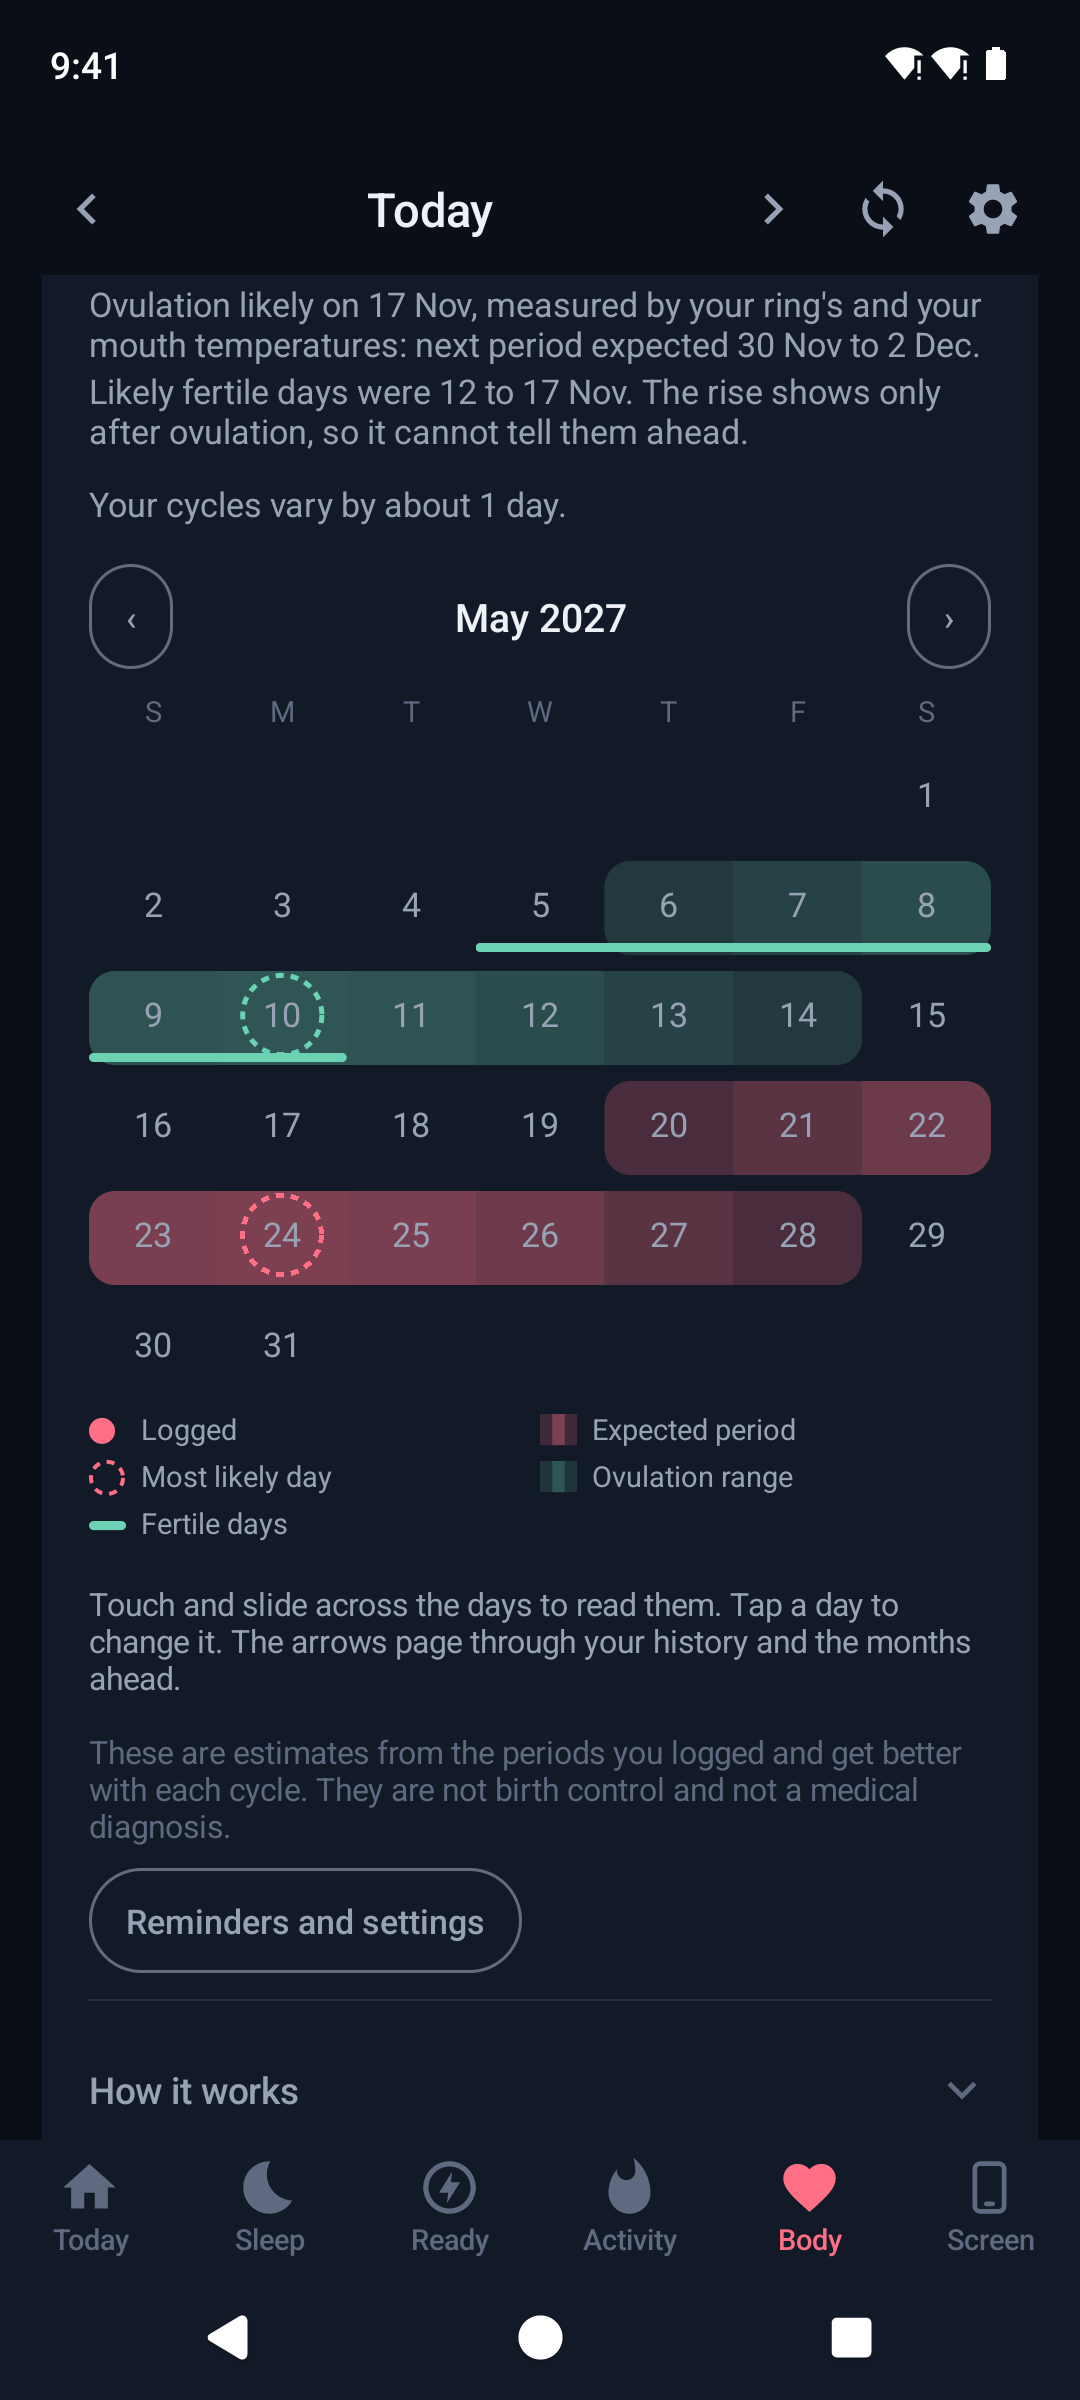 9:41
Today
Ovulation likely on 17 Nov, measured by your ring's and your
mouth temperatures: next period expected 30 Nov to 2 Dec.
Likely fertile days were 12 to 17 Nov. The rise shows only
after ovulation, so it cannot tell them ahead.
Your cycles vary by about 1 day.
‹ May 2027 ›
S M T W T F S
1
2 3 4 5 6 7 8
9 10 11 12 13 14 15
16 17 18 19 20 21 22
23 24 25 26 27 28 29
30 31
Logged Expected period
Most likely day Ovulation range
Fertile days
Touch and slide across the days to read them. Tap a day to
change it. The arrows page through your history and the months
ahead.
These are estimates from the periods you logged and get better
with each cycle. They are not birth control and not a medical
diagnosis.
Reminders and settings
How it works
Today Sleep Ready Activity Body Screen